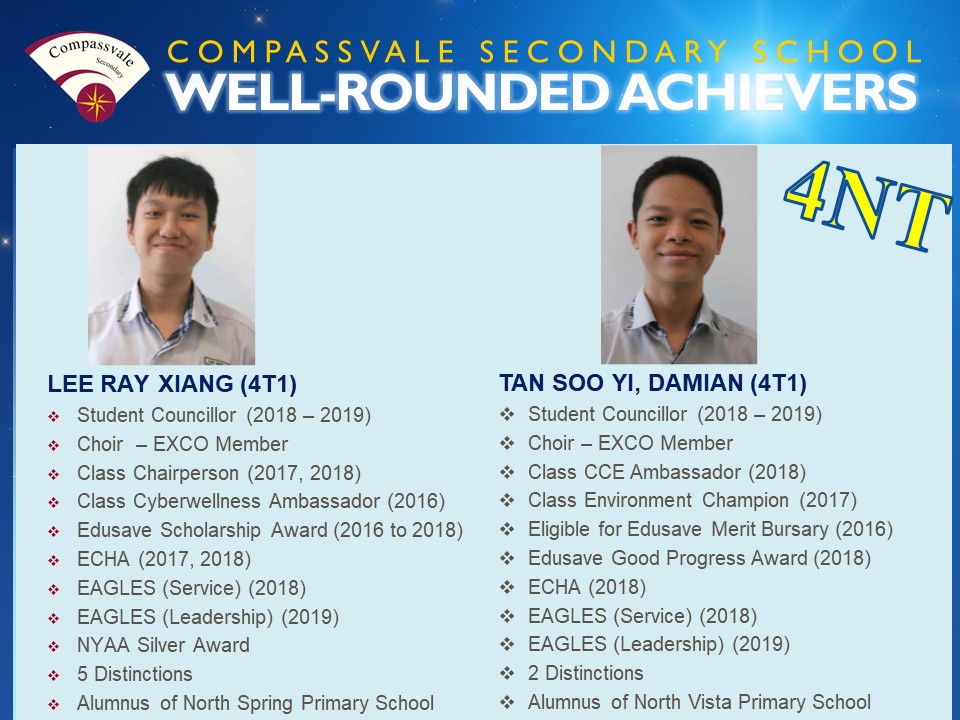 Compassvale
Secondary
COMPASSVALE SECONDARY SCHOOL
WELL-ROUNDED ACHIEVERS
4NT
LEE RAY XIANG (4T1)
❖ Student Councillor (2018 – 2019)
❖ Choir – EXCO Member
❖ Class Chairperson (2017, 2018)
❖ Class Cyberwellness Ambassador (2016)
❖ Edusave Scholarship Award (2016 to 2018)
❖ ECHA (2017, 2018)
❖ EAGLES (Service) (2018)
❖ EAGLES (Leadership) (2019)
❖ NYAA Silver Award
❖ 5 Distinctions
❖ Alumnus of North Spring Primary School
TAN SOO YI, DAMIAN (4T1)
❖ Student Councillor (2018 – 2019)
❖ Choir – EXCO Member
❖ Class CCE Ambassador (2018)
❖ Class Environment Champion (2017)
❖ Eligible for Edusave Merit Bursary (2016)
❖ Edusave Good Progress Award (2018)
❖ ECHA (2018)
❖ EAGLES (Service) (2018)
❖ EAGLES (Leadership) (2019)
❖ 2 Distinctions
❖ Alumnus of North Vista Primary School